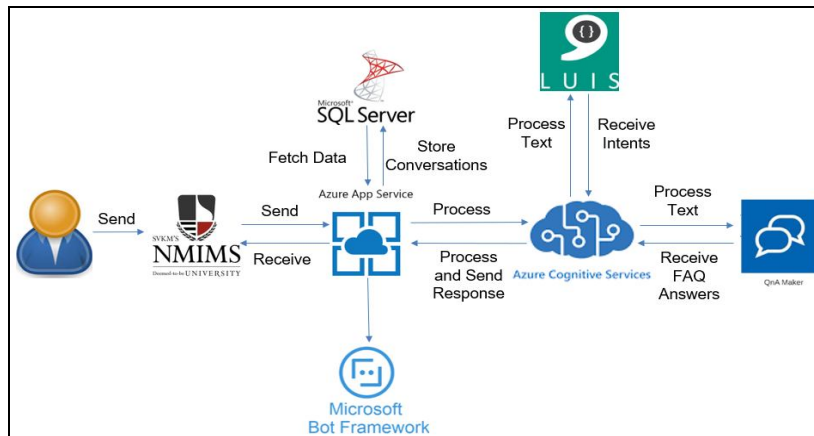 {}
LUIS
Microsoft®
SQL Server
Process
Text
Receive
Intents
Fetch Data
Store
Conversations
Azure App Service
Send
SVKM'S
NMIMS
Deemed-to-be UNIVERSITY
Send
Receive
Process
Process
and Send
Response
Azure Cognitive Services
Process
Text
Receive
FAQ
Answers
QnA Maker
Microsoft
Bot Framework